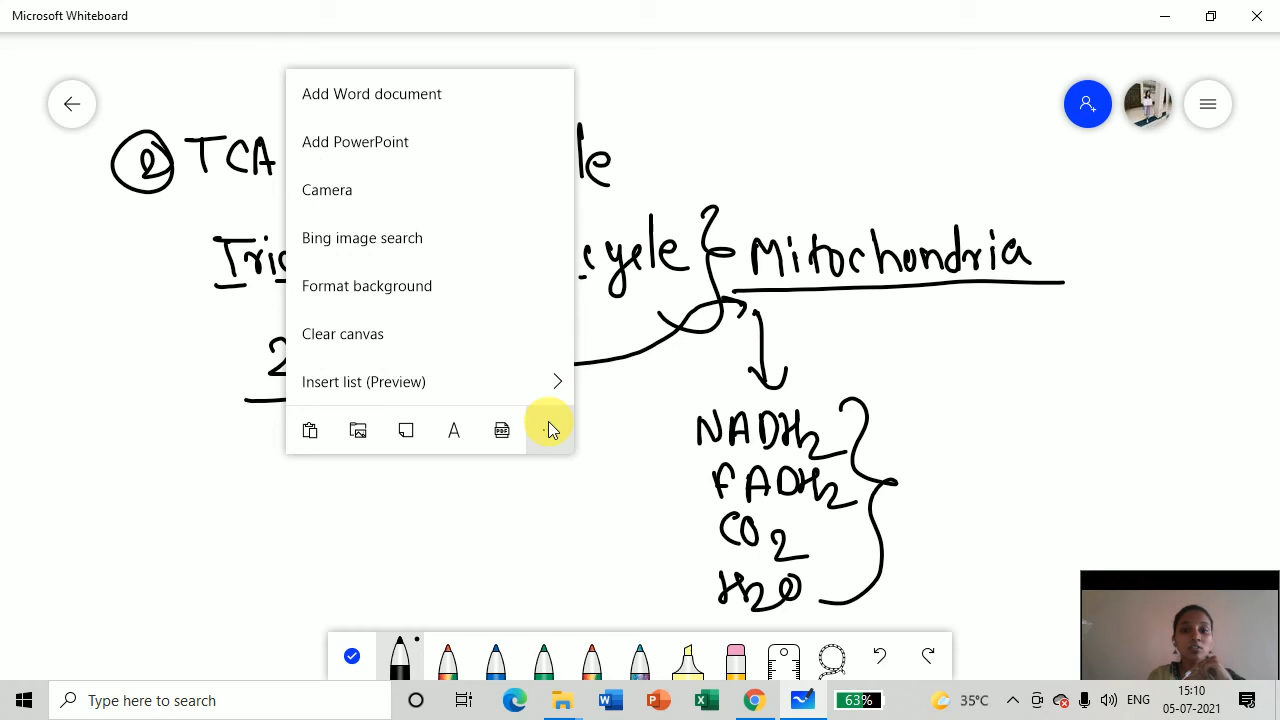 Microsoft Whiteboard
Add Word document
Add PowerPoint
Camera
Bing image search
Format background
Clear canvas
Insert list (Preview)
A
PDF
2 TCA le
Tric cycle } Mitochondria
2
NADH2
FADH2
CO2
H2O
Type here to search
63%
35°C
ENG
15:10
05-07-2021